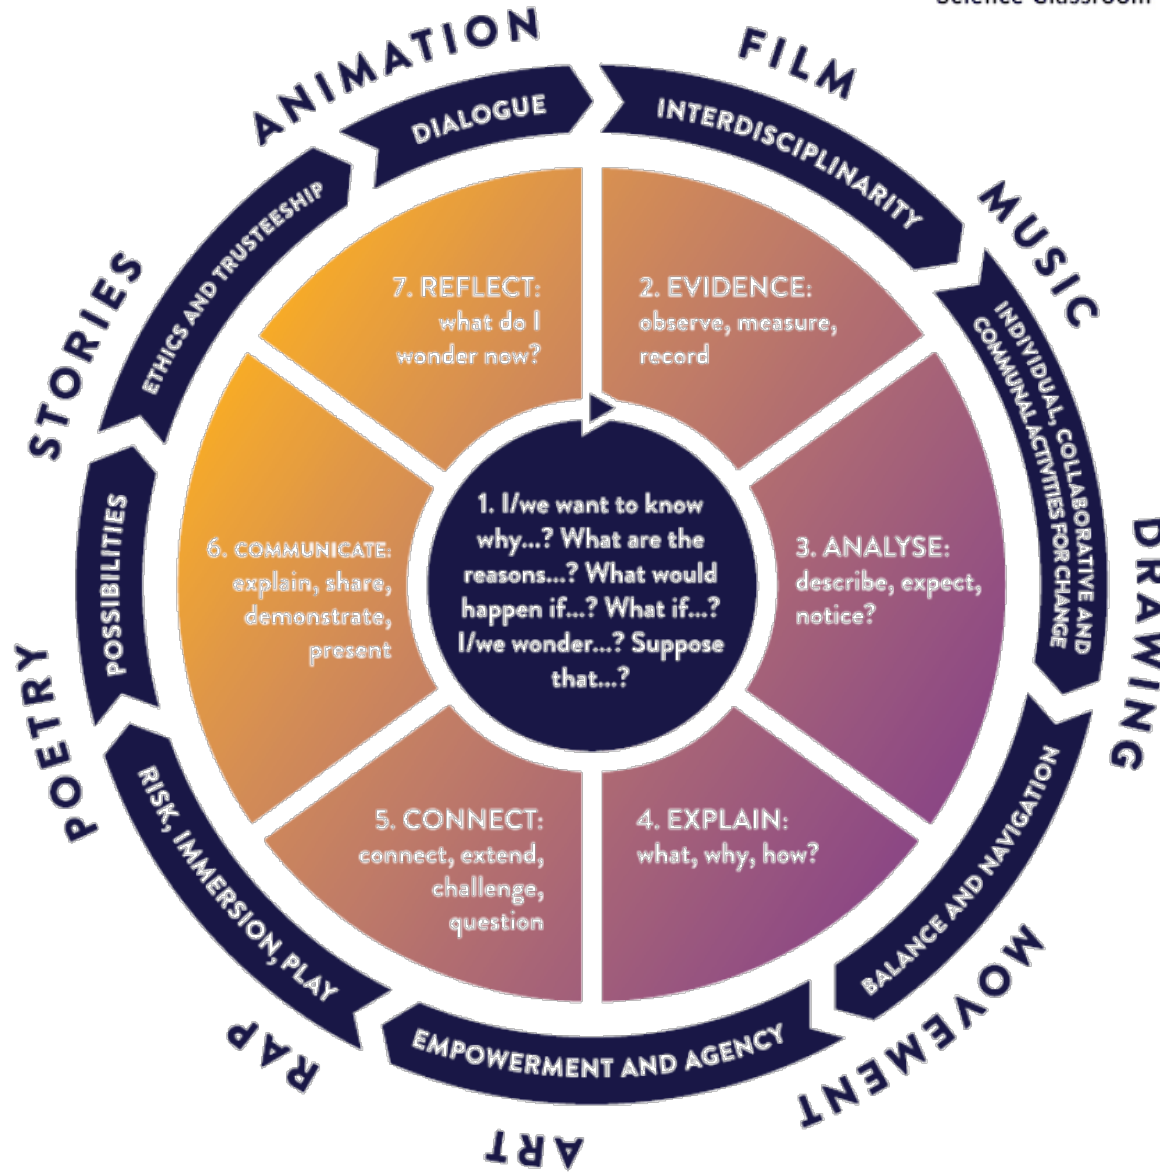 Science Classroom
ANIMATION
FILM
MUSIC
DRAWING
MOVEMENT
ART
RAP
POETRY
STORIES
DIALOGUE
INTERDISCIPLINARITY
INDIVIDUAL, COLLABORATIVE AND
COMMUNAL ACTIVITIES FOR CHANGE
BALANCE AND NAVIGATION
EMPOWERMENT AND AGENCY
RISK, IMMERSION, PLAY
POSSIBILITIES
ETHICS AND TRUSTEESHIP
1. I/we want to know
why...? What are the
reasons...? What would
happen if...? What if...?
I/we wonder...? Suppose
that...?
2. EVIDENCE:
observe, measure,
record
3. ANALYSE:
describe, expect,
notice?
4. EXPLAIN:
what, why, how?
5. CONNECT:
connect, extend,
challenge,
question
6. COMMUNICATE:
explain, share,
demonstrate,
present
7. REFLECT:
what do I
wonder now?